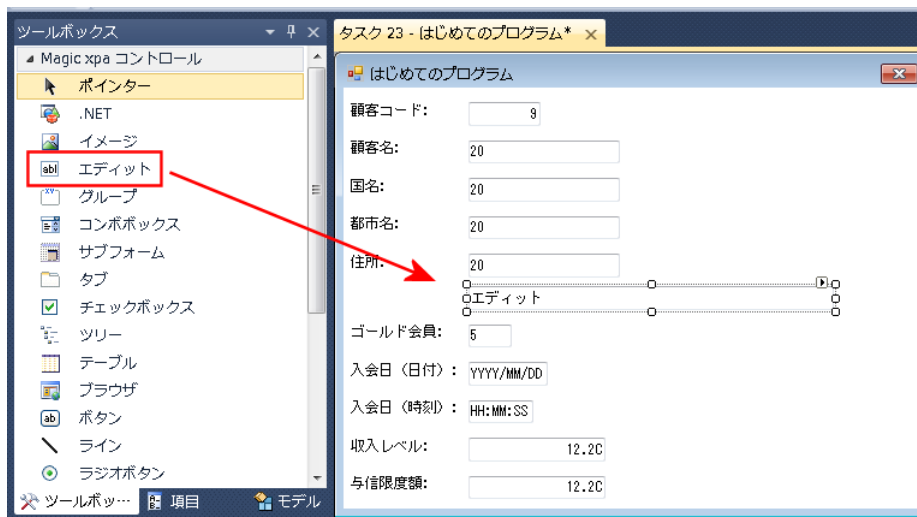 ツールボックス
Magic xpa コントロール
ポインター
.NET
イメージ
エディット
グループ
コンボボックス
サブフォーム
タブ
チェックボックス
ツリー
テーブル
ブラウザ
ボタン
ライン
ラジオボタン
ツールボッ… 項目 モデル
タスク 23 - はじめてのプログラム*
はじめてのプログラム
顧客コード: 9
顧客名: 20
国名: 20
都市名: 20
住所: 20
エディット
ゴールド会員: 5
入会日（日付）: YYYY/MM/DD
入会日（時刻）: HH:MM:SS
収入レベル: 12.2C
与信限度額: 12.2C